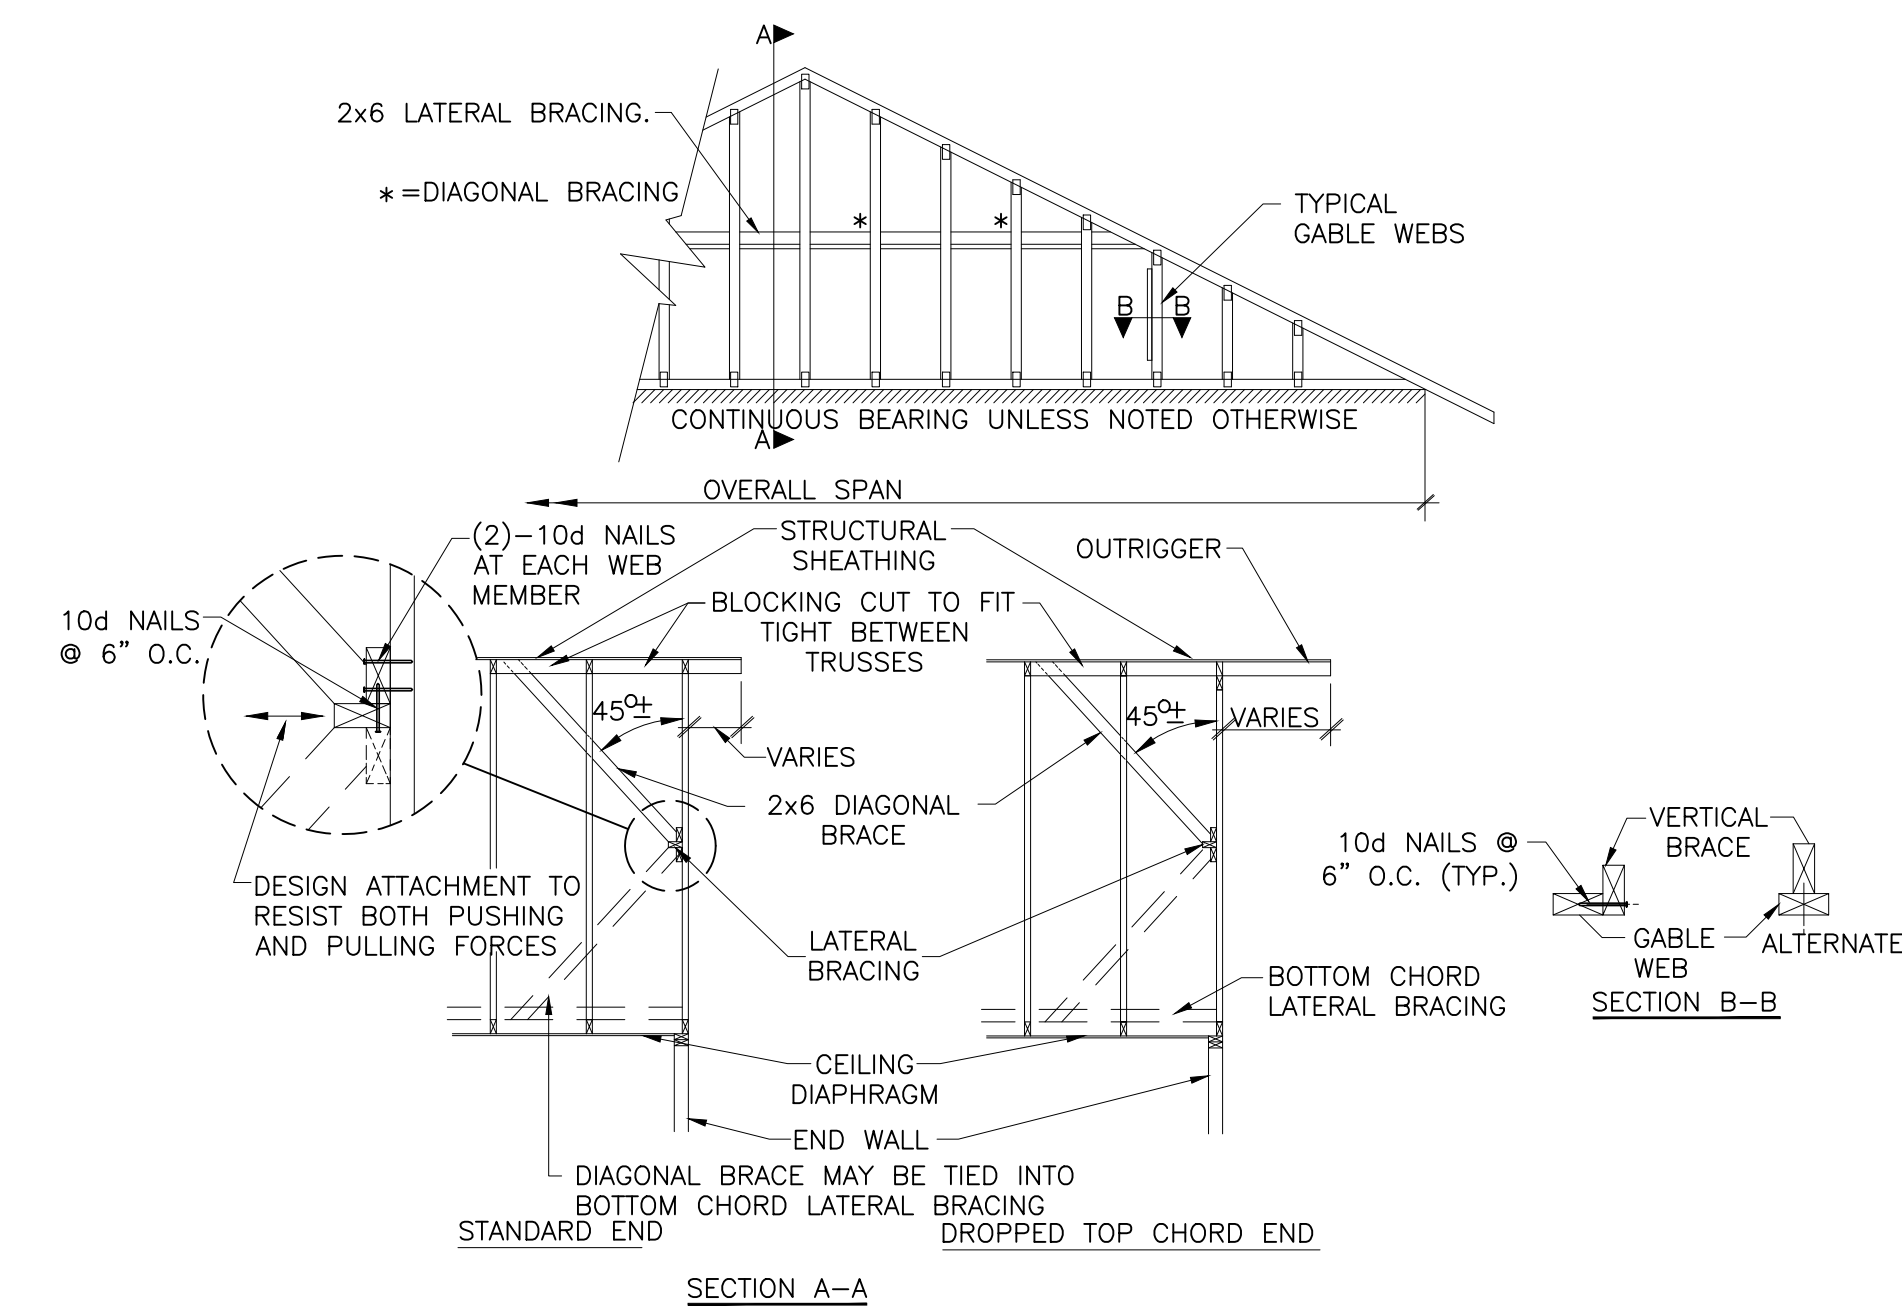 A
2x6 LATERAL BRACING.
*=DIAGONAL BRACING
*
*
TYPICAL
GABLE WEBS
B
B
CONTINUOUS BEARING UNLESS NOTED OTHERWISE
A
OVERALL SPAN
(2)-10d NAILS
AT EACH WEB
MEMBER
STRUCTURAL
SHEATHING
OUTRIGGER
10d NAILS
@ 6" O.C.
BLOCKING CUT TO FIT
TIGHT BETWEEN
TRUSSES
45°±
VARIES
45°±
VARIES
2x6 DIAGONAL
BRACE
DESIGN ATTACHMENT TO
RESIST BOTH PUSHING
AND PULLING FORCES
LATERAL
BRACING
BOTTOM CHORD
LATERAL BRACING
10d NAILS @
6" O.C. (TYP.)
VERTICAL
BRACE
GABLE
WEB
ALTERNATE
SECTION B-B
CEILING
DIAPHRAGM
END WALL
DIAGONAL BRACE MAY BE TIED INTO
BOTTOM CHORD LATERAL BRACING
STANDARD END
DROPPED TOP CHORD END
SECTION A-A